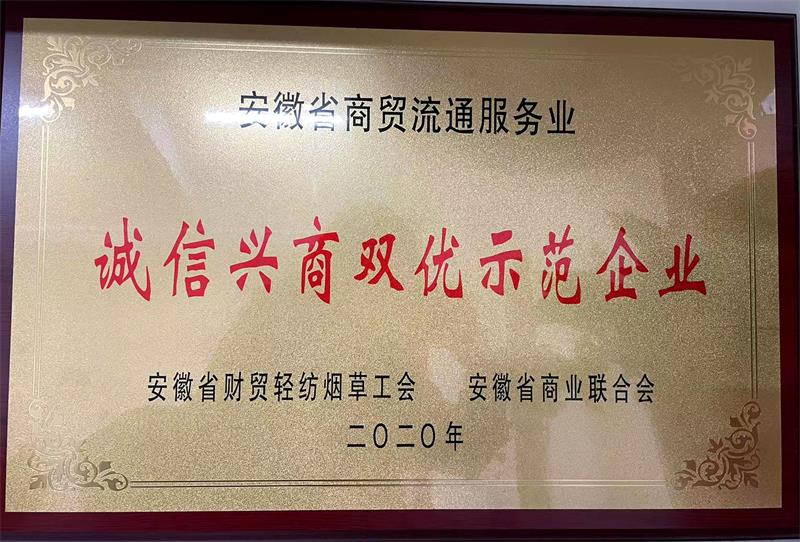 安徽省商贸流通服务业
诚信兴商双优示范企业
安徽省财贸轻纺烟草工会 安徽省商业联合会
二〇二〇年